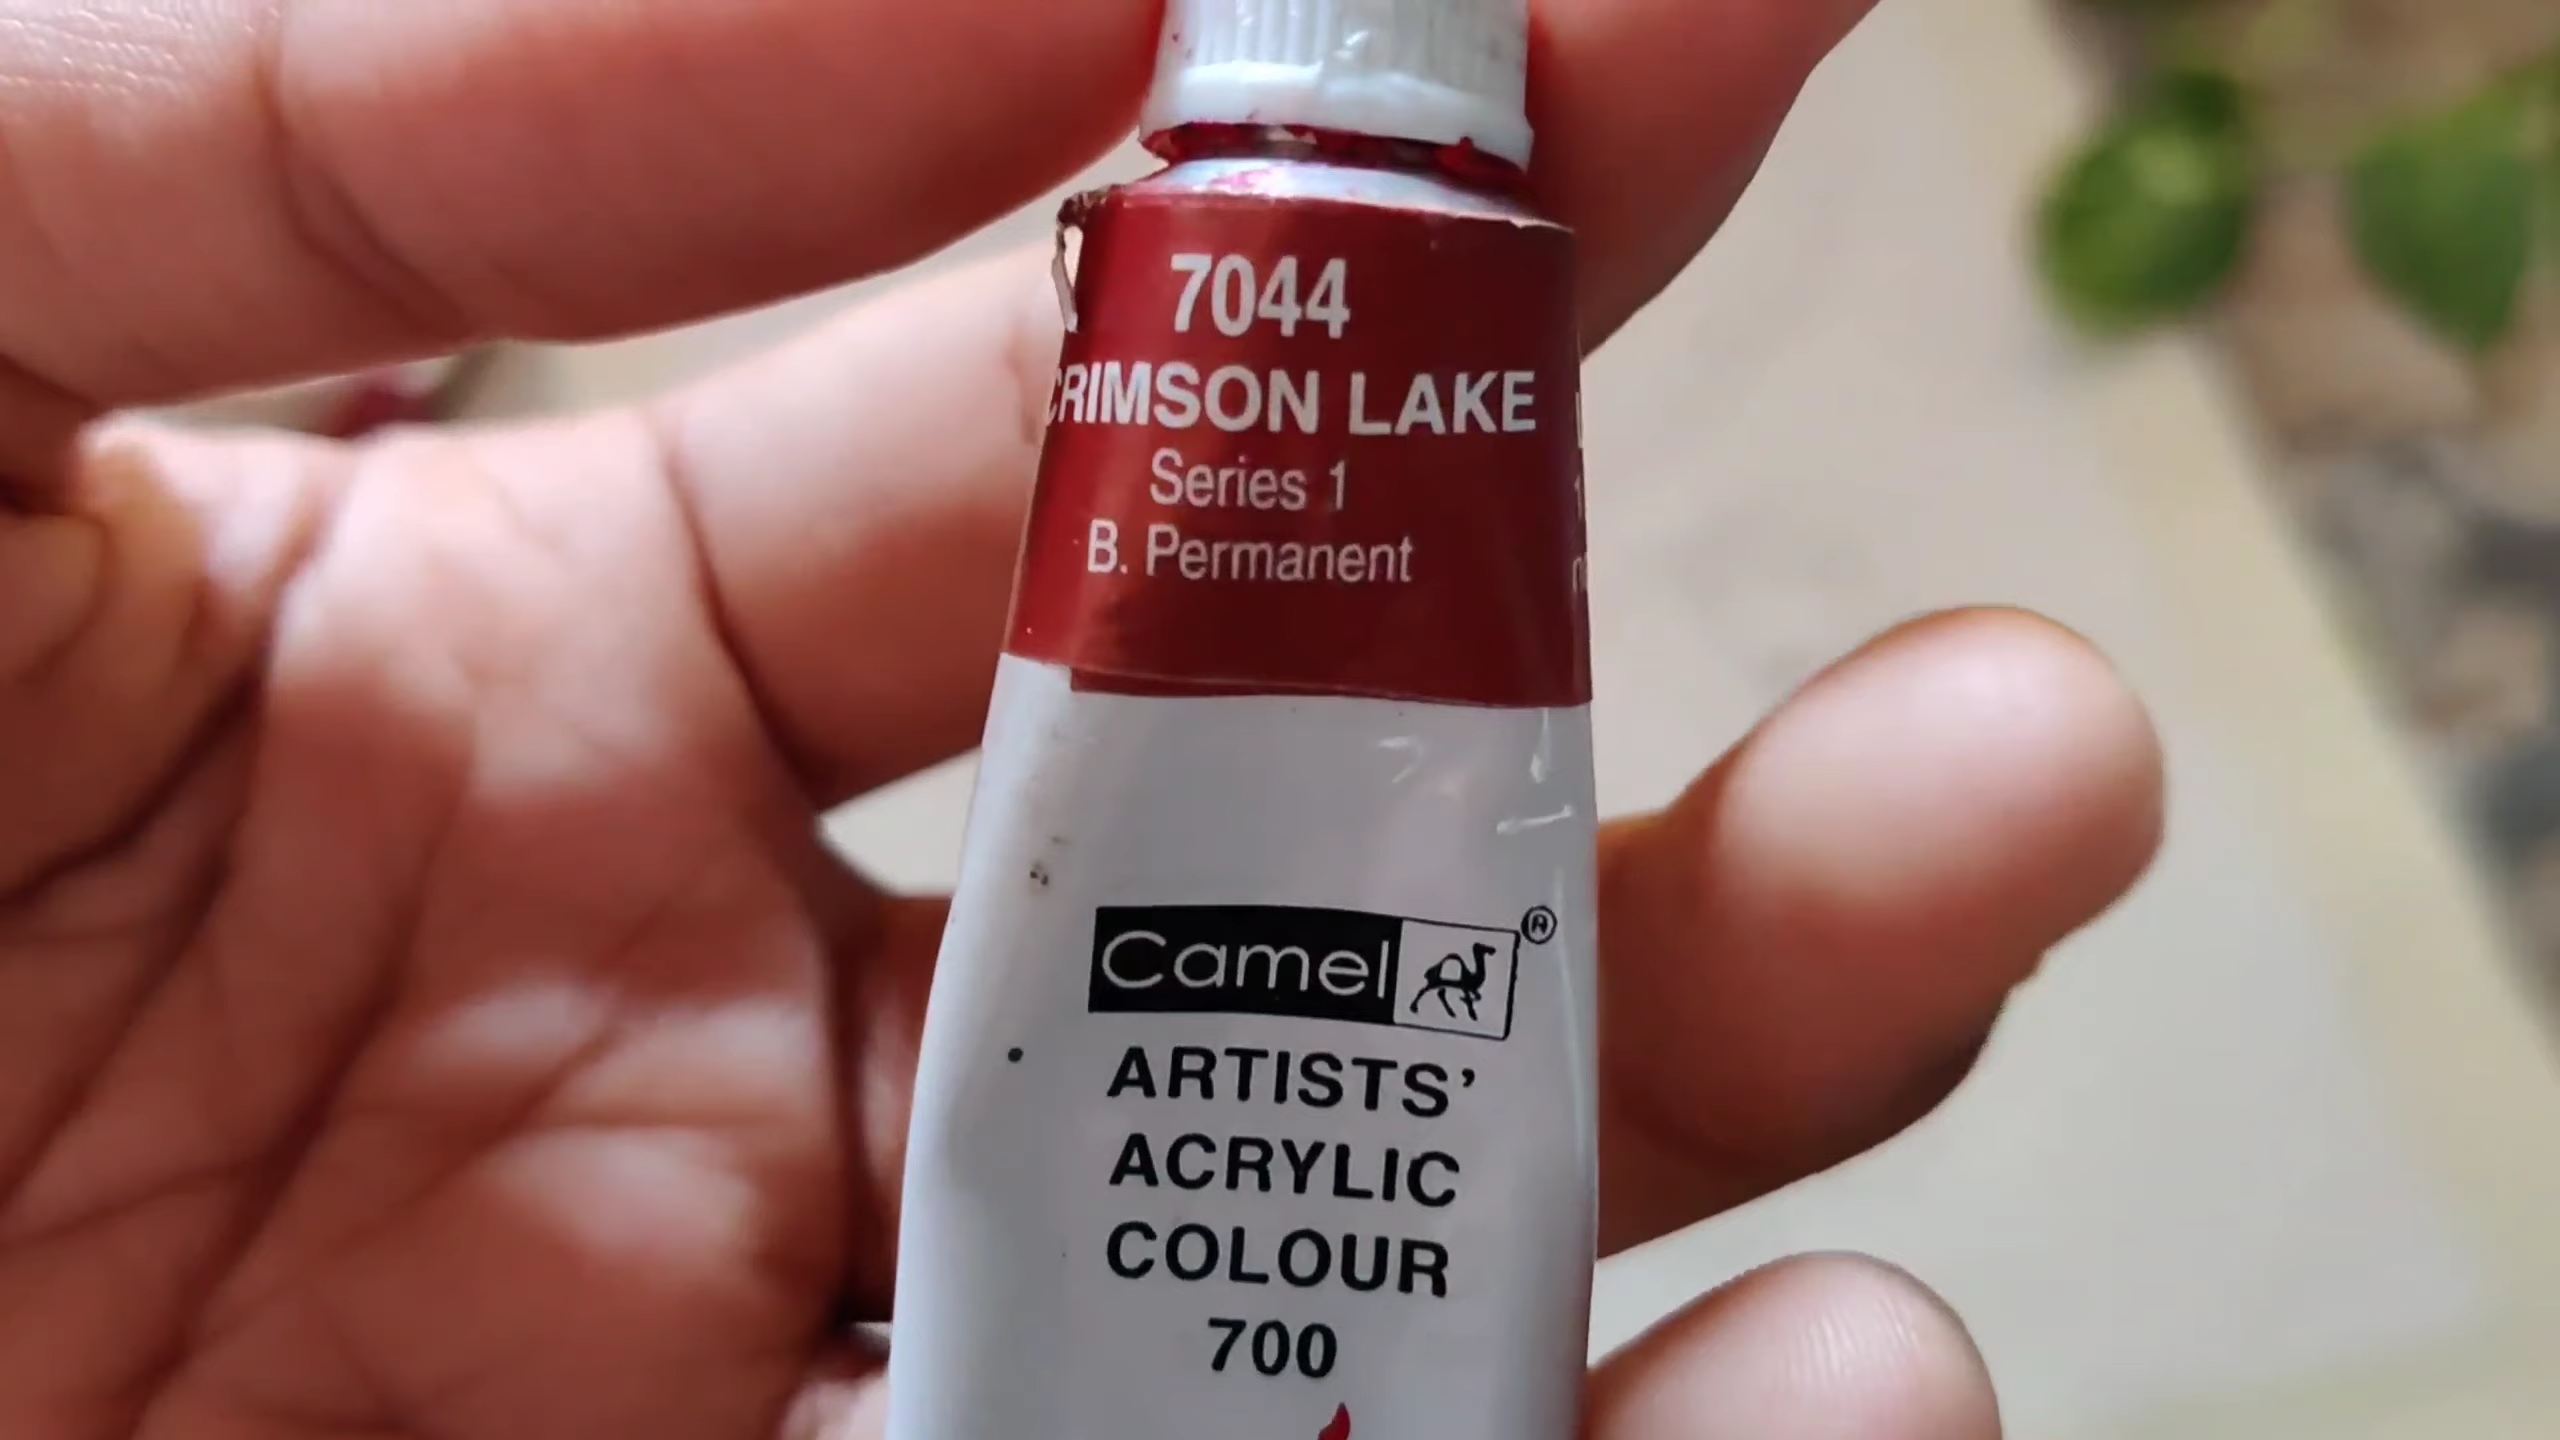 7044
CRIMSON LAKE
Series 1
B. Permanent
Camel ®
ARTISTS’
ACRYLIC
COLOUR
700